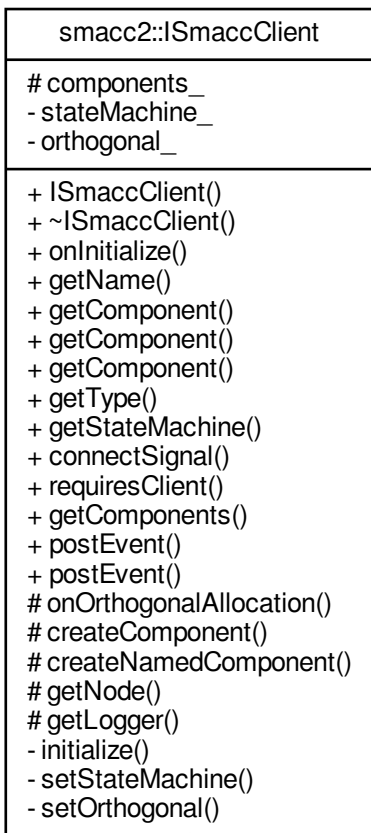 smacc2::ISmaccClient
# components_
- stateMachine_
- orthogonal_
+ ISmaccClient()
+ ~ISmaccClient()
+ onInitialize()
+ getName()
+ getComponent()
+ getComponent()
+ getComponent()
+ getType()
+ getStateMachine()
+ connectSignal()
+ requiresClient()
+ getComponents()
+ postEvent()
+ postEvent()
# onOrthogonalAllocation()
# createComponent()
# createNamedComponent()
# getNode()
# getLogger()
- initialize()
- setStateMachine()
- setOrthogonal()